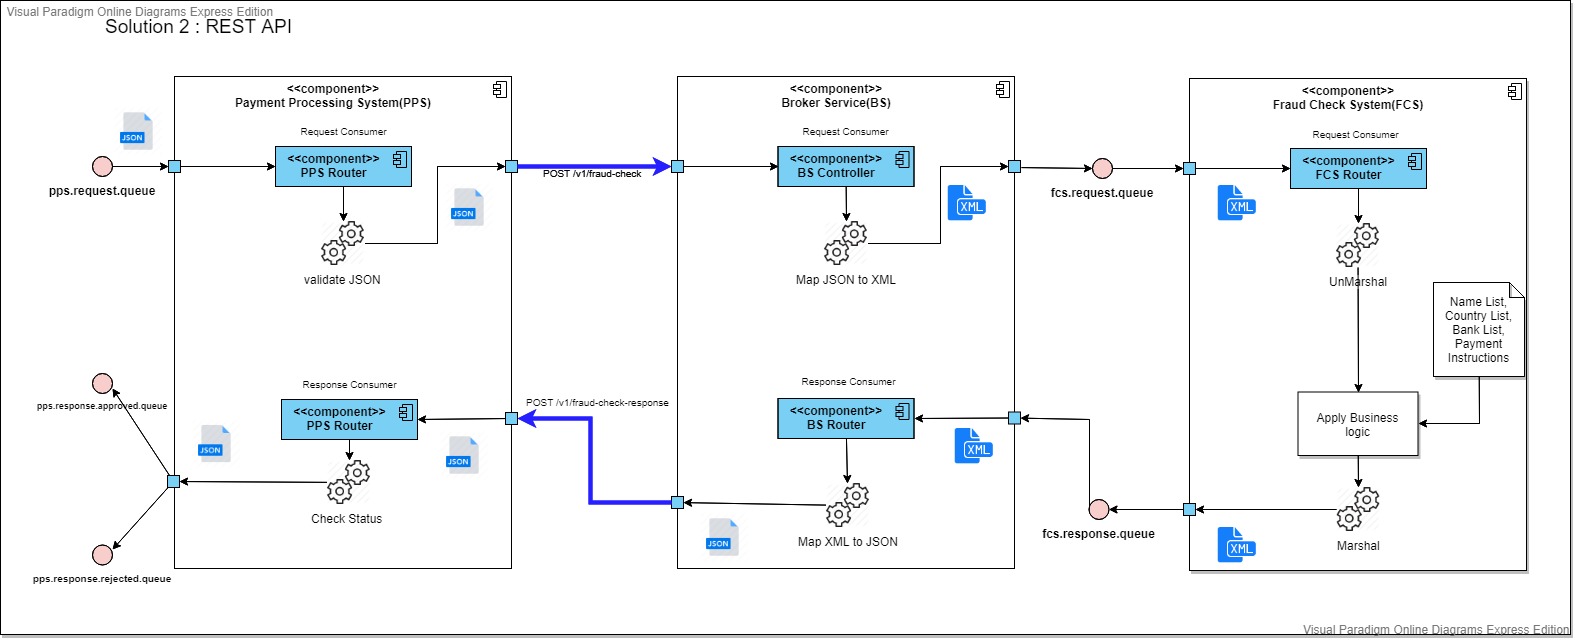 Visual Paradigm Online Diagrams Express Edition
Solution 2 : REST API
<<component>>
Payment Processing System(PPS)
Request Consumer
<<component>>
PPS Router
validate JSON
JSON
pps.request.queue
JSON
POST /v1/fraud-check
<<component>>
Broker Service(BS)
Request Consumer
<<component>>
BS Controller
Map JSON to XML
XML
fcs.request.queue
<<component>>
Fraud Check System(FCS)
Request Consumer
<<component>>
FCS Router
XML
UnMarshal
Name List,
Country List,
Bank List,
Payment
Instructions
Apply Business
logic
Marshal
XML
fcs.response.queue
Response Consumer
<<component>>
BS Router
XML
Map XML to JSON
JSON
POST /v1/fraud-check-response
Response Consumer
<<component>>
PPS Router
JSON
Check Status
JSON
pps.response.approved.queue
pps.response.rejected.queue
Visual Paradigm Online Diagrams Express Edition